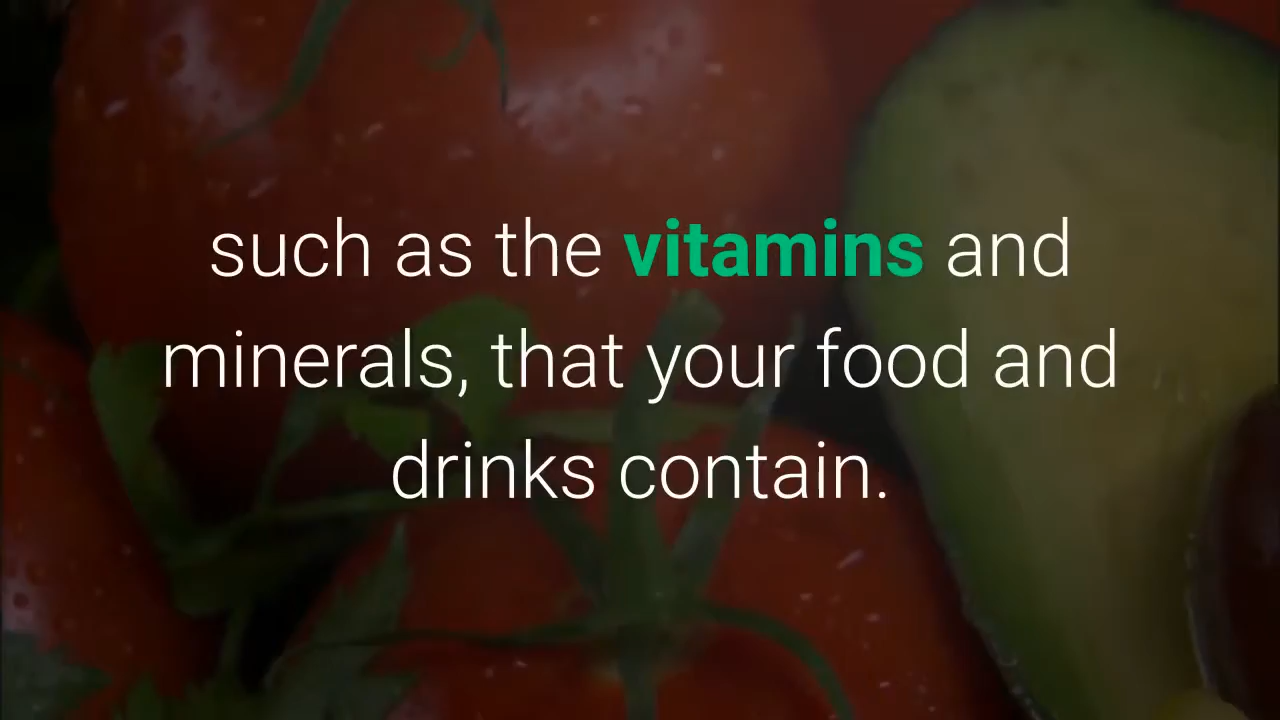 such as the vitamins and
minerals, that your food and
drinks contain.